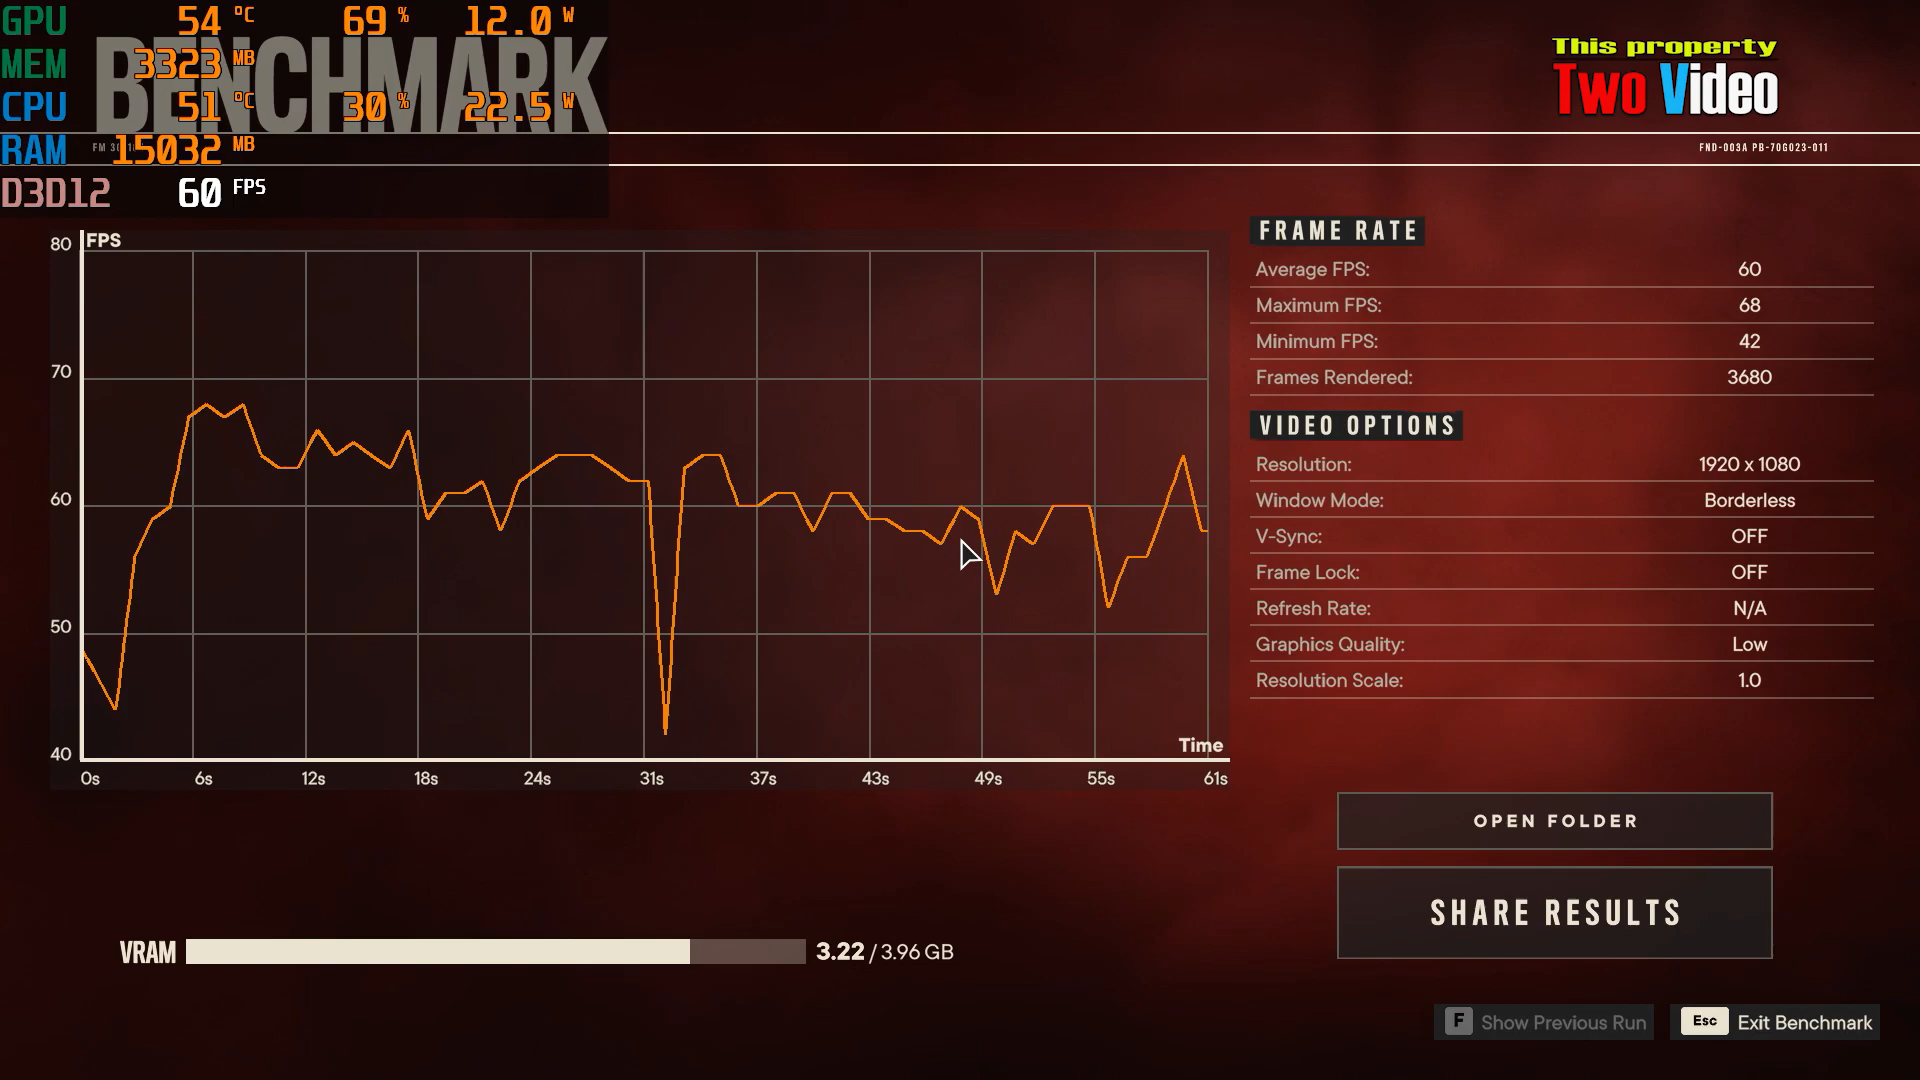 GPU 54 °C 69 % 12.0 W
MEM 3323 MB
BENCHMARK
CPU 51 °C 30 % 22.5 W
RAM 15032 MB
D3D12 60 FPS
This property
Two Video
FND-003A PB-70G023-011
FPS
80
70
60
50
40
Time
0s 6s 12s 18s 24s 31s 37s 43s 49s 55s 61s
VRAM 3.22 / 3.96 GB
FRAME RATE
Average FPS: 60
Maximum FPS: 68
Minimum FPS: 42
Frames Rendered: 3680
VIDEO OPTIONS
Resolution: 1920 x 1080
Window Mode: Borderless
V-Sync: OFF
Frame Lock: OFF
Refresh Rate: N/A
Graphics Quality: Low
Resolution Scale: 1.0
OPEN FOLDER
SHARE RESULTS
F Show Previous Run
Esc Exit Benchmark